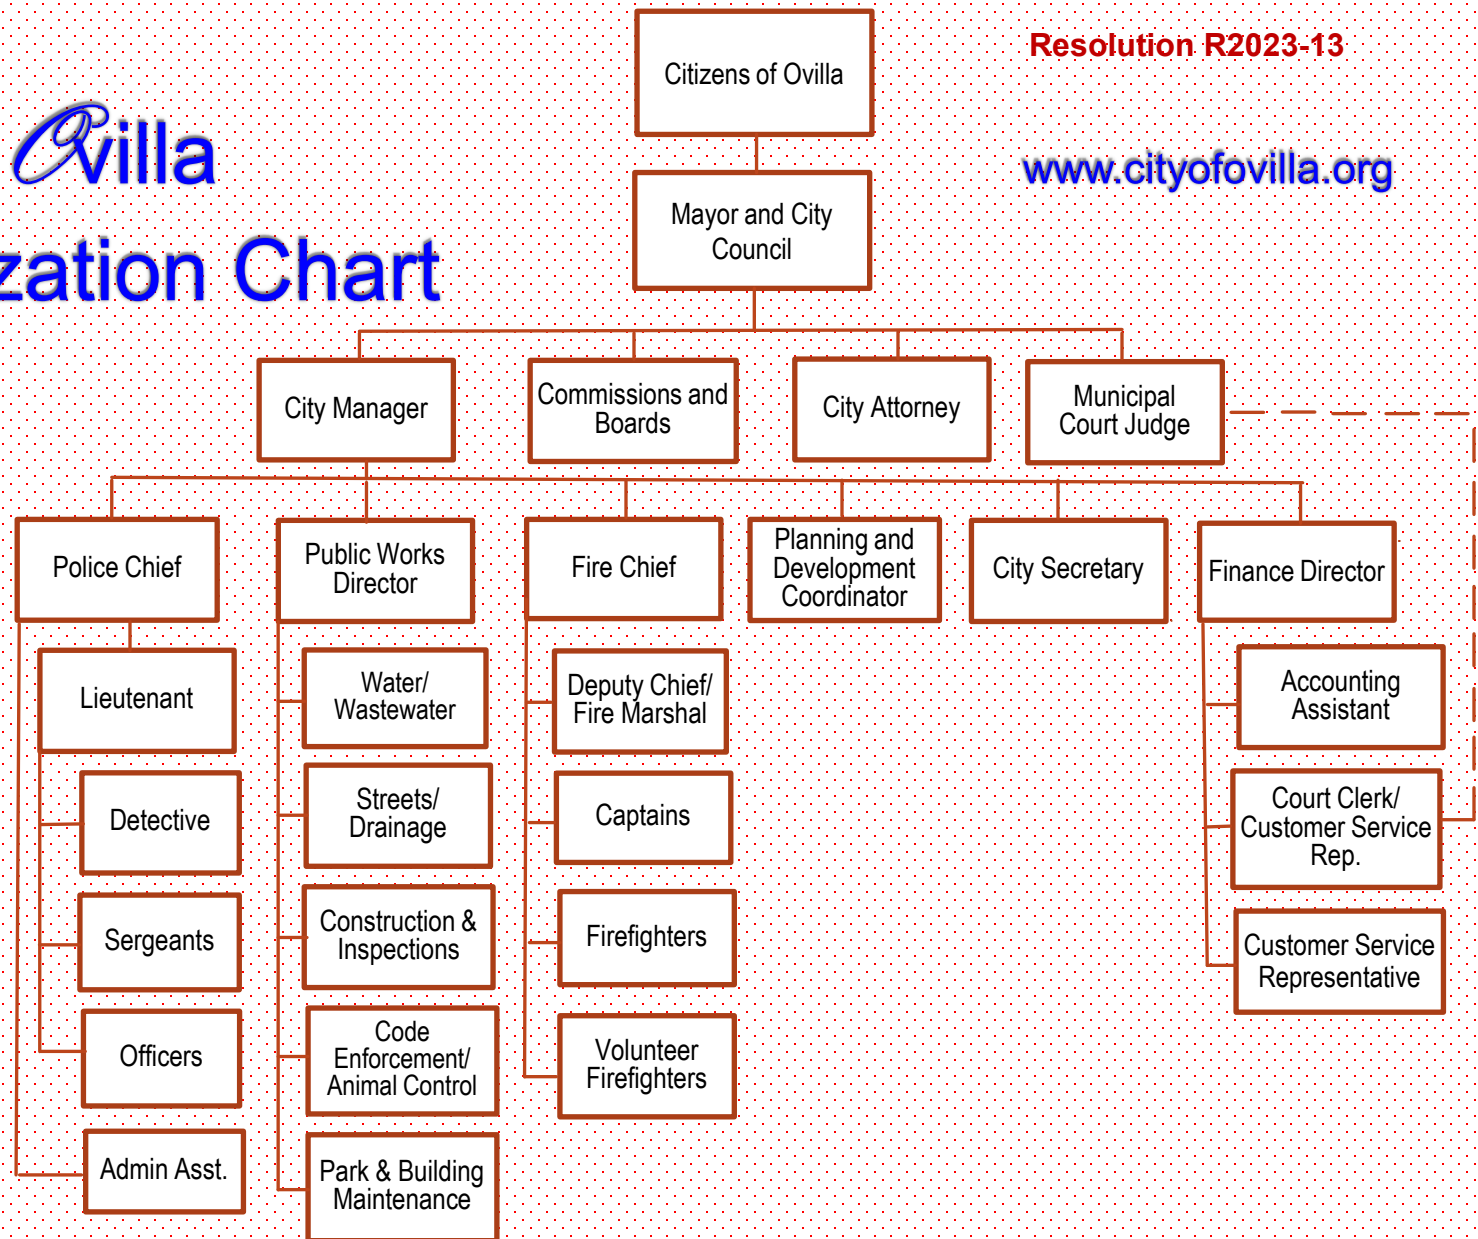 Citizens of Ovilla
Resolution R2023-13
Ovilla
www.cityofovilla.org
Mayor and City
Council
zation Chart
City Manager
Commissions and
Boards
City Attorney
Municipal
Court Judge
Police Chief
Public Works
Director
Fire Chief
Planning and
Development
Coordinator
City Secretary
Finance Director
Lieutenant
Detective
Sergeants
Officers
Admin Asst.
Water/
Wastewater
Streets/
Drainage
Construction &
Inspections
Code
Enforcement/
Animal Control
Park & Building
Maintenance
Deputy Chief/
Fire Marshal
Captains
Firefighters
Volunteer
Firefighters
Accounting
Assistant
Court Clerk/
Customer Service
Rep.
Customer Service
Representative